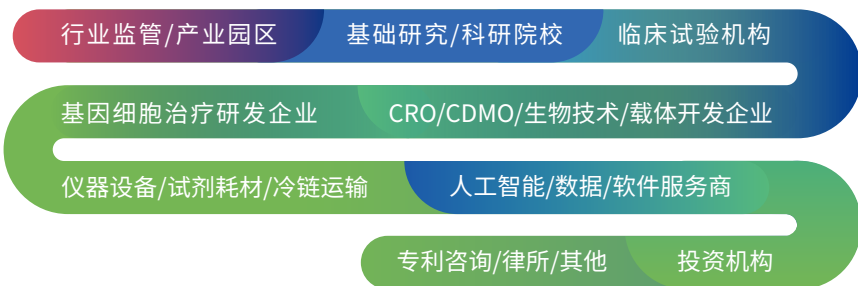 行业监管/产业园区 基础研究/科研院校 临床试验机构
基因细胞治疗研发企业 CRO/CDMO/生物技术/载体开发企业
仪器设备/试剂耗材/冷链运输 人工智能/数据/软件服务商
专利咨询/律所/其他 投资机构